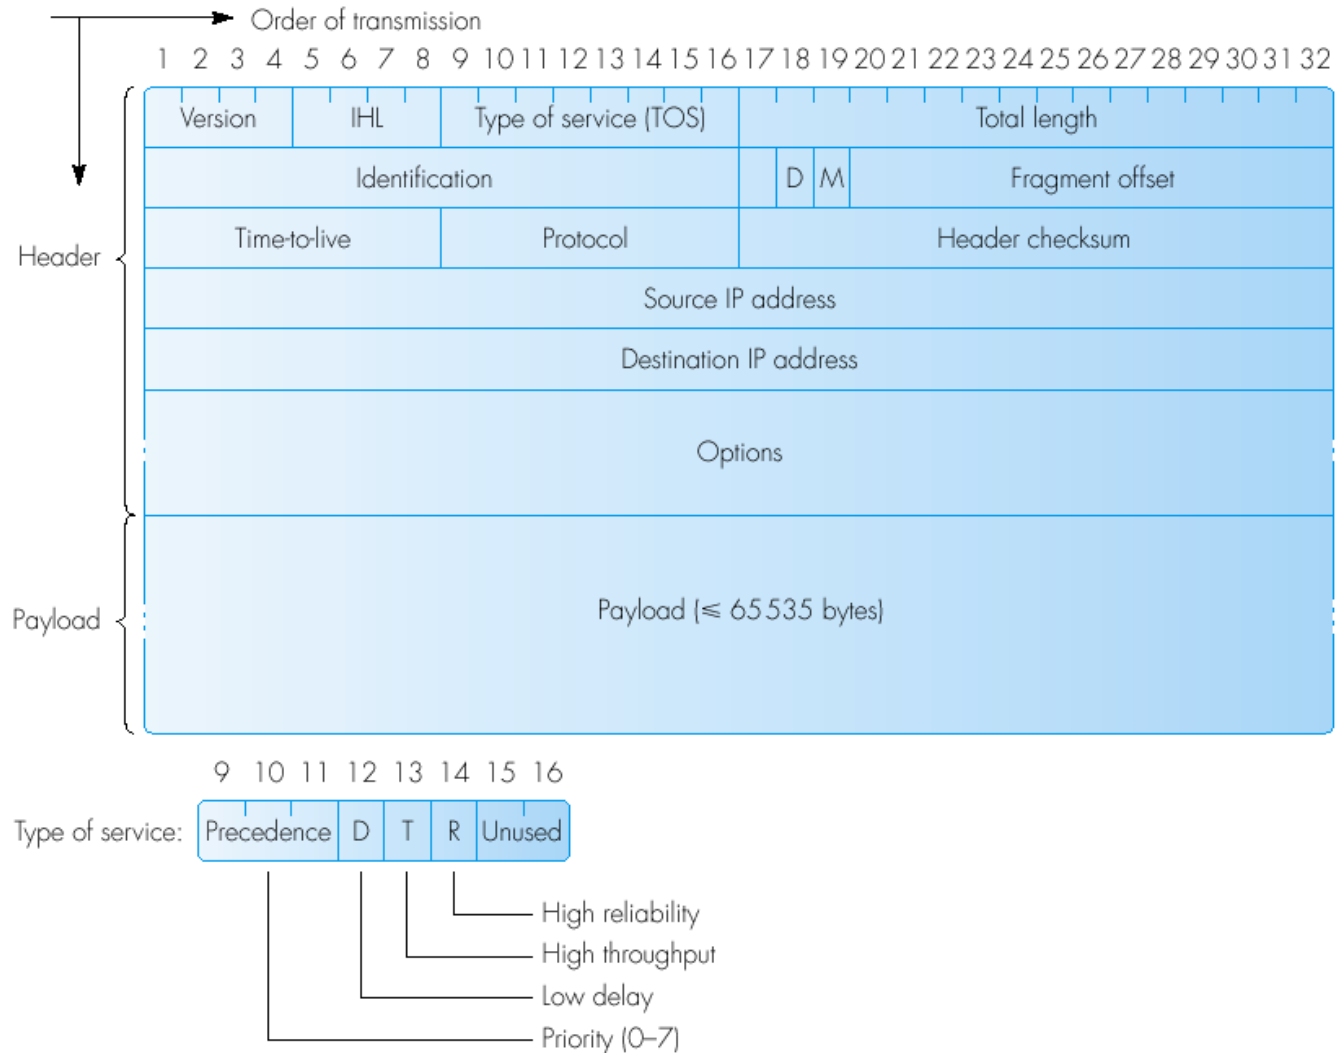 Order of transmission
1 2 3 4 5 6 7 8 9 10 11 12 13 14 15 16 17 18 19 20 21 22 23 24 25 26 27 28 29 30 31 32
Version IHL Type of service (TOS) Total length
Identification D M Fragment offset
Time-to-live Protocol Header checksum
Header
Source IP address
Destination IP address
Options
Payload Payload (⩽ 65 535 bytes)
9 10 11 12 13 14 15 16
Type of service: Precedence D T R Unused
High reliability
High throughput
Low delay
Priority (0–7)